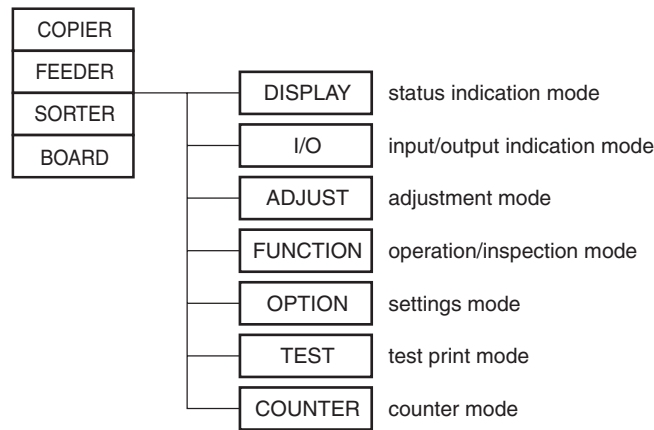 COPIER
FEEDER
SORTER
BOARD
DISPLAY status indication mode
I/O input/output indication mode
ADJUST adjustment mode
FUNCTION operation/inspection mode
OPTION settings mode
TEST test print mode
COUNTER counter mode